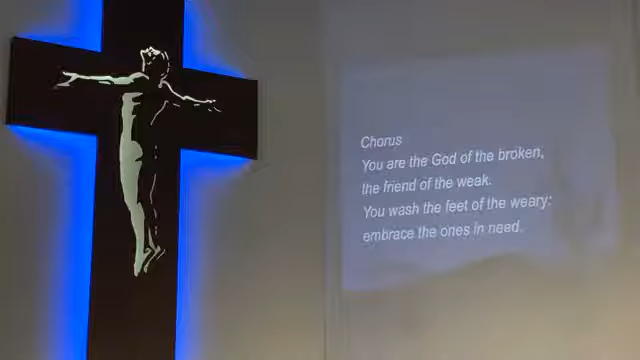 Chorus
You are the God of the broken,
the friend of the weak.
You wash the feet of the weary:
embrace the ones in need.